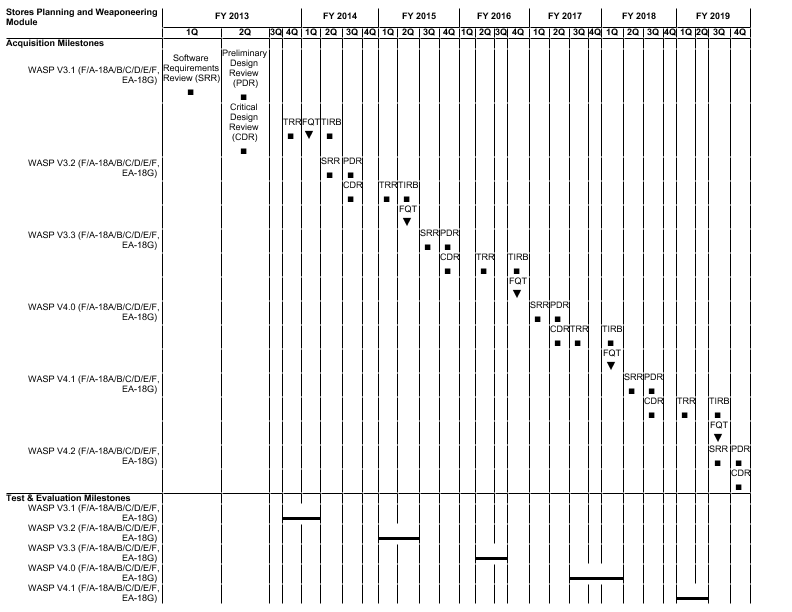 Stores Planning and Weaponeering
Module
FY 2013 FY 2014 FY 2015 FY 2016 FY 2017 FY 2018 FY 2019
1Q 2Q 3Q 4Q 1Q 2Q 3Q 4Q 1Q 2Q 3Q 4Q 1Q 2Q 3Q 4Q 1Q 2Q 3Q 4Q 1Q 2Q 3Q 4Q 1Q 2Q 3Q 4Q
Acquisition Milestones
WASP V3.1 (F/A-18A/B/C/D/E/F,
EA-18G)
Software
Requirements
Review (SRR)
Preliminary
Design
Review
(PDR)
Critical
Design
Review
(CDR)
TRR FQT TIRB
WASP V3.2 (F/A-18A/B/C/D/E/F,
EA-18G)
SRR PDR
CDR TRR TIRB
FQT
WASP V3.3 (F/A-18A/B/C/D/E/F,
EA-18G)
SRR PDR
CDR TRR TIRB
FQT
WASP V4.0 (F/A-18A/B/C/D/E/F,
EA-18G)
SRR PDR
CDR TRR TIRB
FQT
WASP V4.1 (F/A-18A/B/C/D/E/F,
EA-18G)
SRR PDR
CDR TRR TIRB
FQT
WASP V4.2 (F/A-18A/B/C/D/E/F,
EA-18G)
SRR PDR
CDR
Test & Evaluation Milestones
WASP V3.1 (F/A-18A/B/C/D/E/F,
EA-18G)
WASP V3.2 (F/A-18A/B/C/D/E/F,
EA-18G)
WASP V3.3 (F/A-18A/B/C/D/E/F,
EA-18G)
WASP V4.0 (F/A-18A/B/C/D/E/F,
EA-18G)
WASP V4.1 (F/A-18A/B/C/D/E/F,
EA-18G)